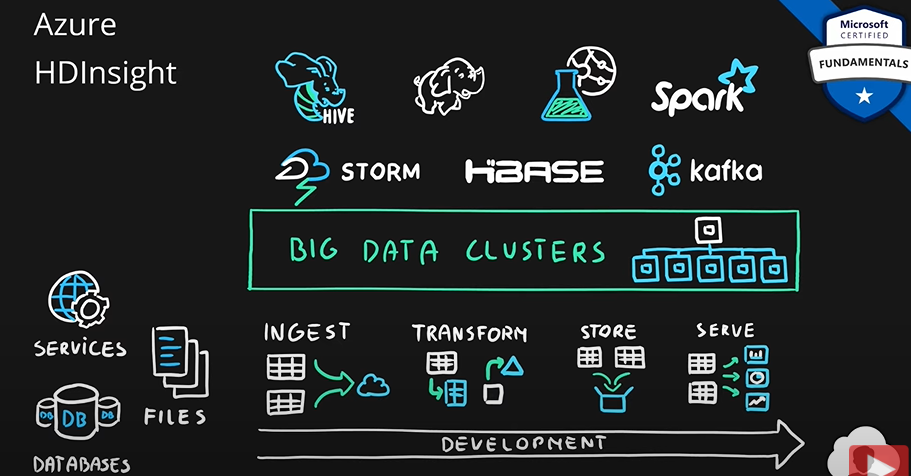 Azure
HDInsight
Microsoft
CERTIFIED
FUNDAMENTALS
HIVE
Spark
STORM
HBASE
kafka
BIG DATA CLUSTERS
SERVICES
FILES
DB DB DB
DATABASES
INGEST
TRANSFORM
STORE
SERVE
DEVELOPMENT